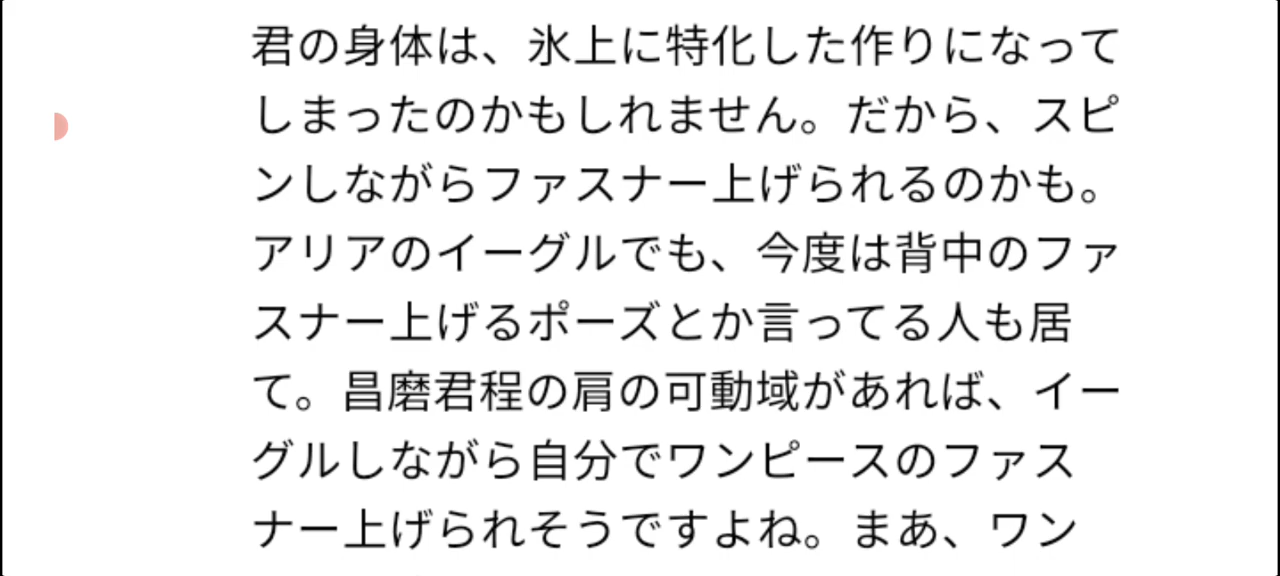 君の身体は、氷上に特化した作りになって
しまったのかもしれません。だから、スピ
ンしながらファスナー上げられるのかも。
アリアのイーグルでも、今度は背中のファ
スナー上げるポーズとか言ってる人も居
て。昌磨君程の肩の可動域があれば、イー
グルしながら自分でワンピースのファス
ナー上げられそうですよね。まあ、ワン